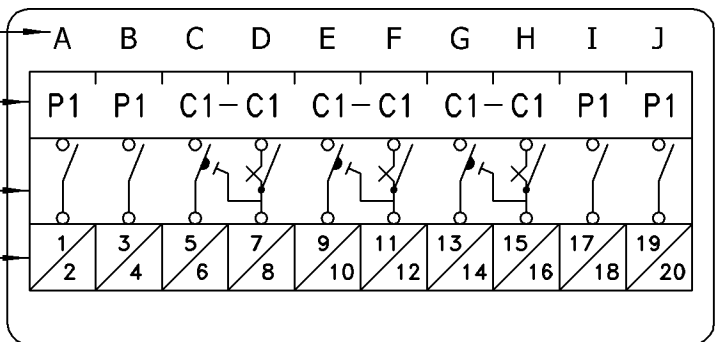 A B C D E F G H I J
P1 P1 C1-C1 C1-C1 C1-C1 P1 P1
1 3 5 7 9 11 13 15 17 19
2 4 6 8 10 12 14 16 18 20